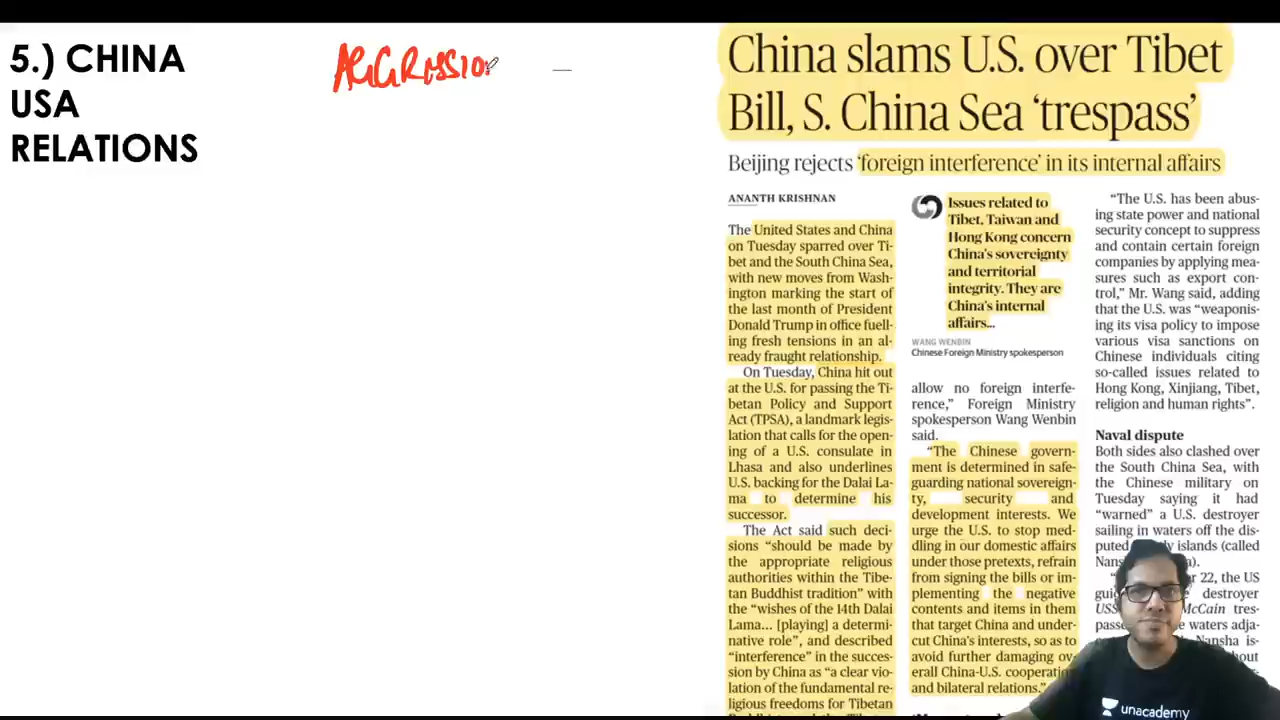 5.) CHINA
USA
RELATIONS
AGGRESSION
China slams U.S. over Tibet
Bill, S. China Sea ‘trespass’
Beijing rejects ‘foreign interference’ in its internal affairs
ANANTH KRISHNAN
The United States and China
on Tuesday sparred over Ti-
bet and the South China Sea,
with new moves from Wash-
ington marking the start of
the last month of President
Donald Trump in office fuell-
ing fresh tensions in an al-
ready fraught relationship.
On Tuesday, China hit out
at the U.S. for passing the Ti-
betan Policy and Support
Act (TPSA), a landmark legis-
lation that calls for the open-
ing of a U.S. consulate in
Lhasa and also underlines
U.S. backing for the Dalai La-
ma to determine his
successor.
The Act said such deci-
sions “should be made by
the appropriate religious
authorities within the Tibe-
tan Buddhist tradition” with
the “wishes of the 14th Dalai
Lama... [playing] a determi-
native role”, and described
“interference” in the succes-
sion by China as “a clear vio-
lation of the fundamental re-
ligious freedoms for Tibetan
Issues related to
Tibet, Taiwan and
Hong Kong concern
China’s sovereignty
and territorial
integrity. They are
China’s internal
affairs...
WANG WENBIN
Chinese Foreign Ministry spokesperson
allow no foreign interfe-
rence,” Foreign Ministry
spokesperson Wang Wenbin
said.
“The Chinese govern-
ment is determined in safe-
guarding national sovereign-
ty, security and
development interests. We
urge the U.S. to stop med-
dling in our domestic affairs
under those pretexts, refrain
from signing the bills or im-
plementing the negative
contents and items in them
that target China and under-
cut China’s interests, so as to
avoid further damaging ov-
erall China-U.S. cooperation
and bilateral relations.”
“The U.S. has been abus-
ing state power and national
security concept to suppress
and contain certain foreign
companies by applying mea-
sures such as export con-
trol,” Mr. Wang said, adding
that the U.S. was “weaponis-
ing its visa policy to impose
various visa sanctions on
Chinese individuals citing
so-called issues related to
Hong Kong, Xinjiang, Tibet,
religion and human rights”.
Naval dispute
Both sides also clashed over
the South China Sea, with
the Chinese military on
Tuesday saying it had
“warned” a U.S. destroyer
sailing in waters off the dis-
puted islands (called
22, the US
destroyer
McCain tres-
waters adja-
Nansha is-
unacademy